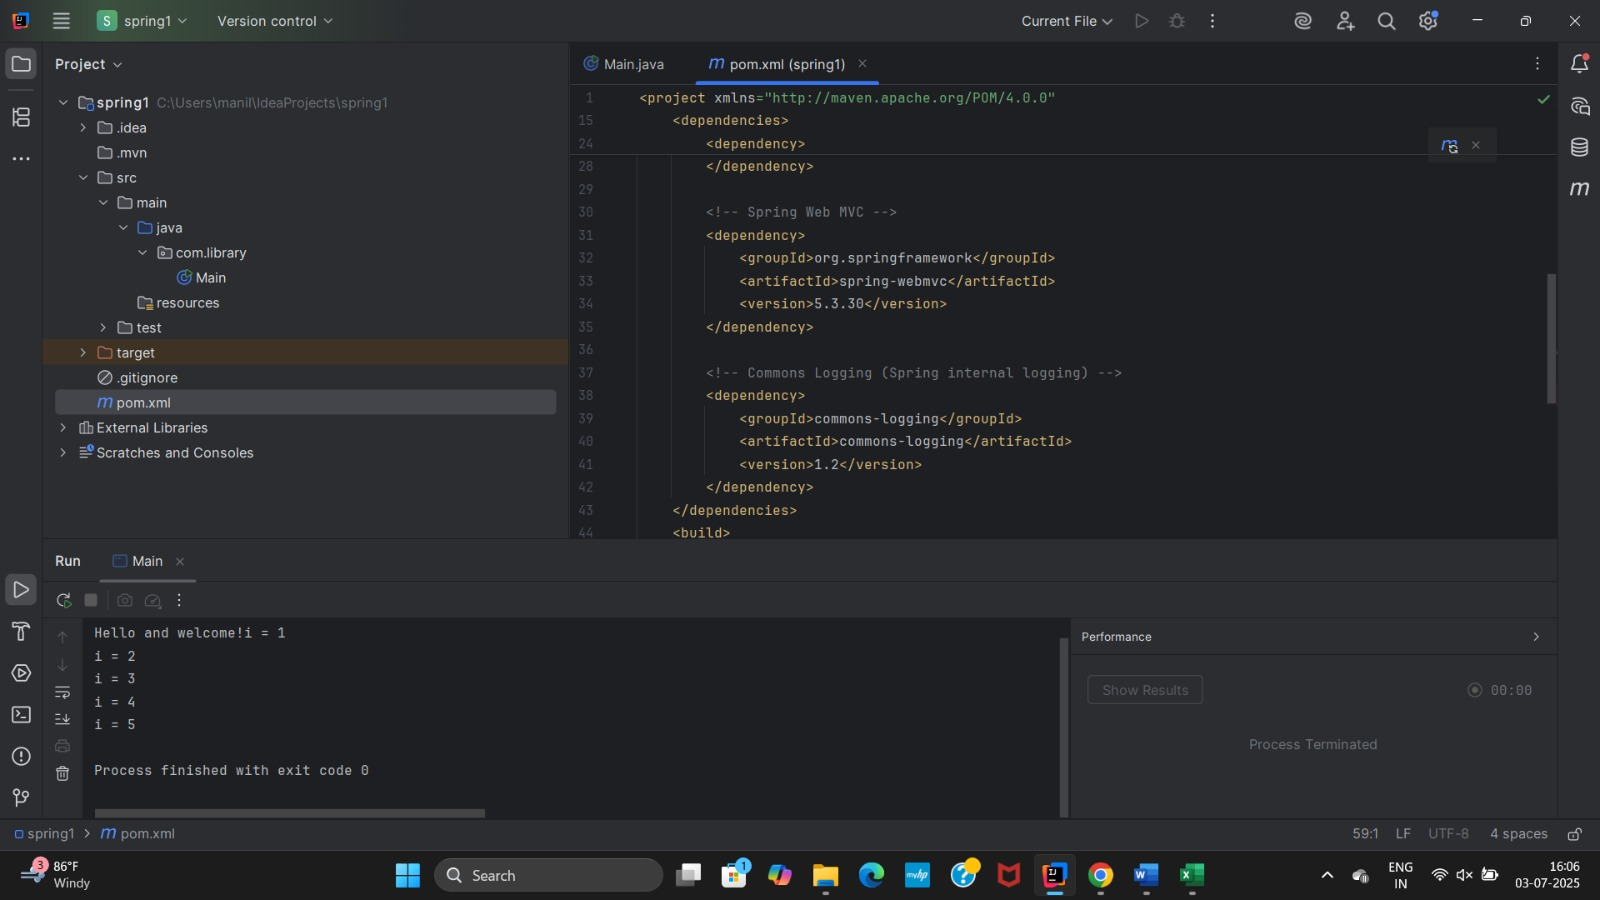 S spring1 Version control Current File
Project
Main.java
pom.xml (spring1)
spring1 C:\Users\manil\IdeaProjects\spring1
.idea
.mvn
src
main
java
com.library
Main
resources
test
target
.gitignore
pom.xml
External Libraries
Scratches and Consoles
1 <project xmlns="http://maven.apache.org/POM/4.0.0"
15 <dependencies>
24 <dependency>
28 </dependency>
29
30 <!-- Spring Web MVC -->
31 <dependency>
32 <groupId>org.springframework</groupId>
33 <artifactId>spring-webmvc</artifactId>
34 <version>5.3.30</version>
35 </dependency>
36
37 <!-- Commons Logging (Spring internal logging) -->
38 <dependency>
39 <groupId>commons-logging</groupId>
40 <artifactId>commons-logging</artifactId>
41 <version>1.2</version>
42 </dependency>
43 </dependencies>
44 <build>
Run Main
Hello and welcome!i = 1
i = 2
i = 3
i = 4
i = 5
Process finished with exit code 0
Performance
Show Results 00:00
Process Terminated
spring1 > pom.xml 59:1 LF UTF-8 4 spaces
3 86°F
Windy
Search
1
ENG
IN
16:06
03-07-2025